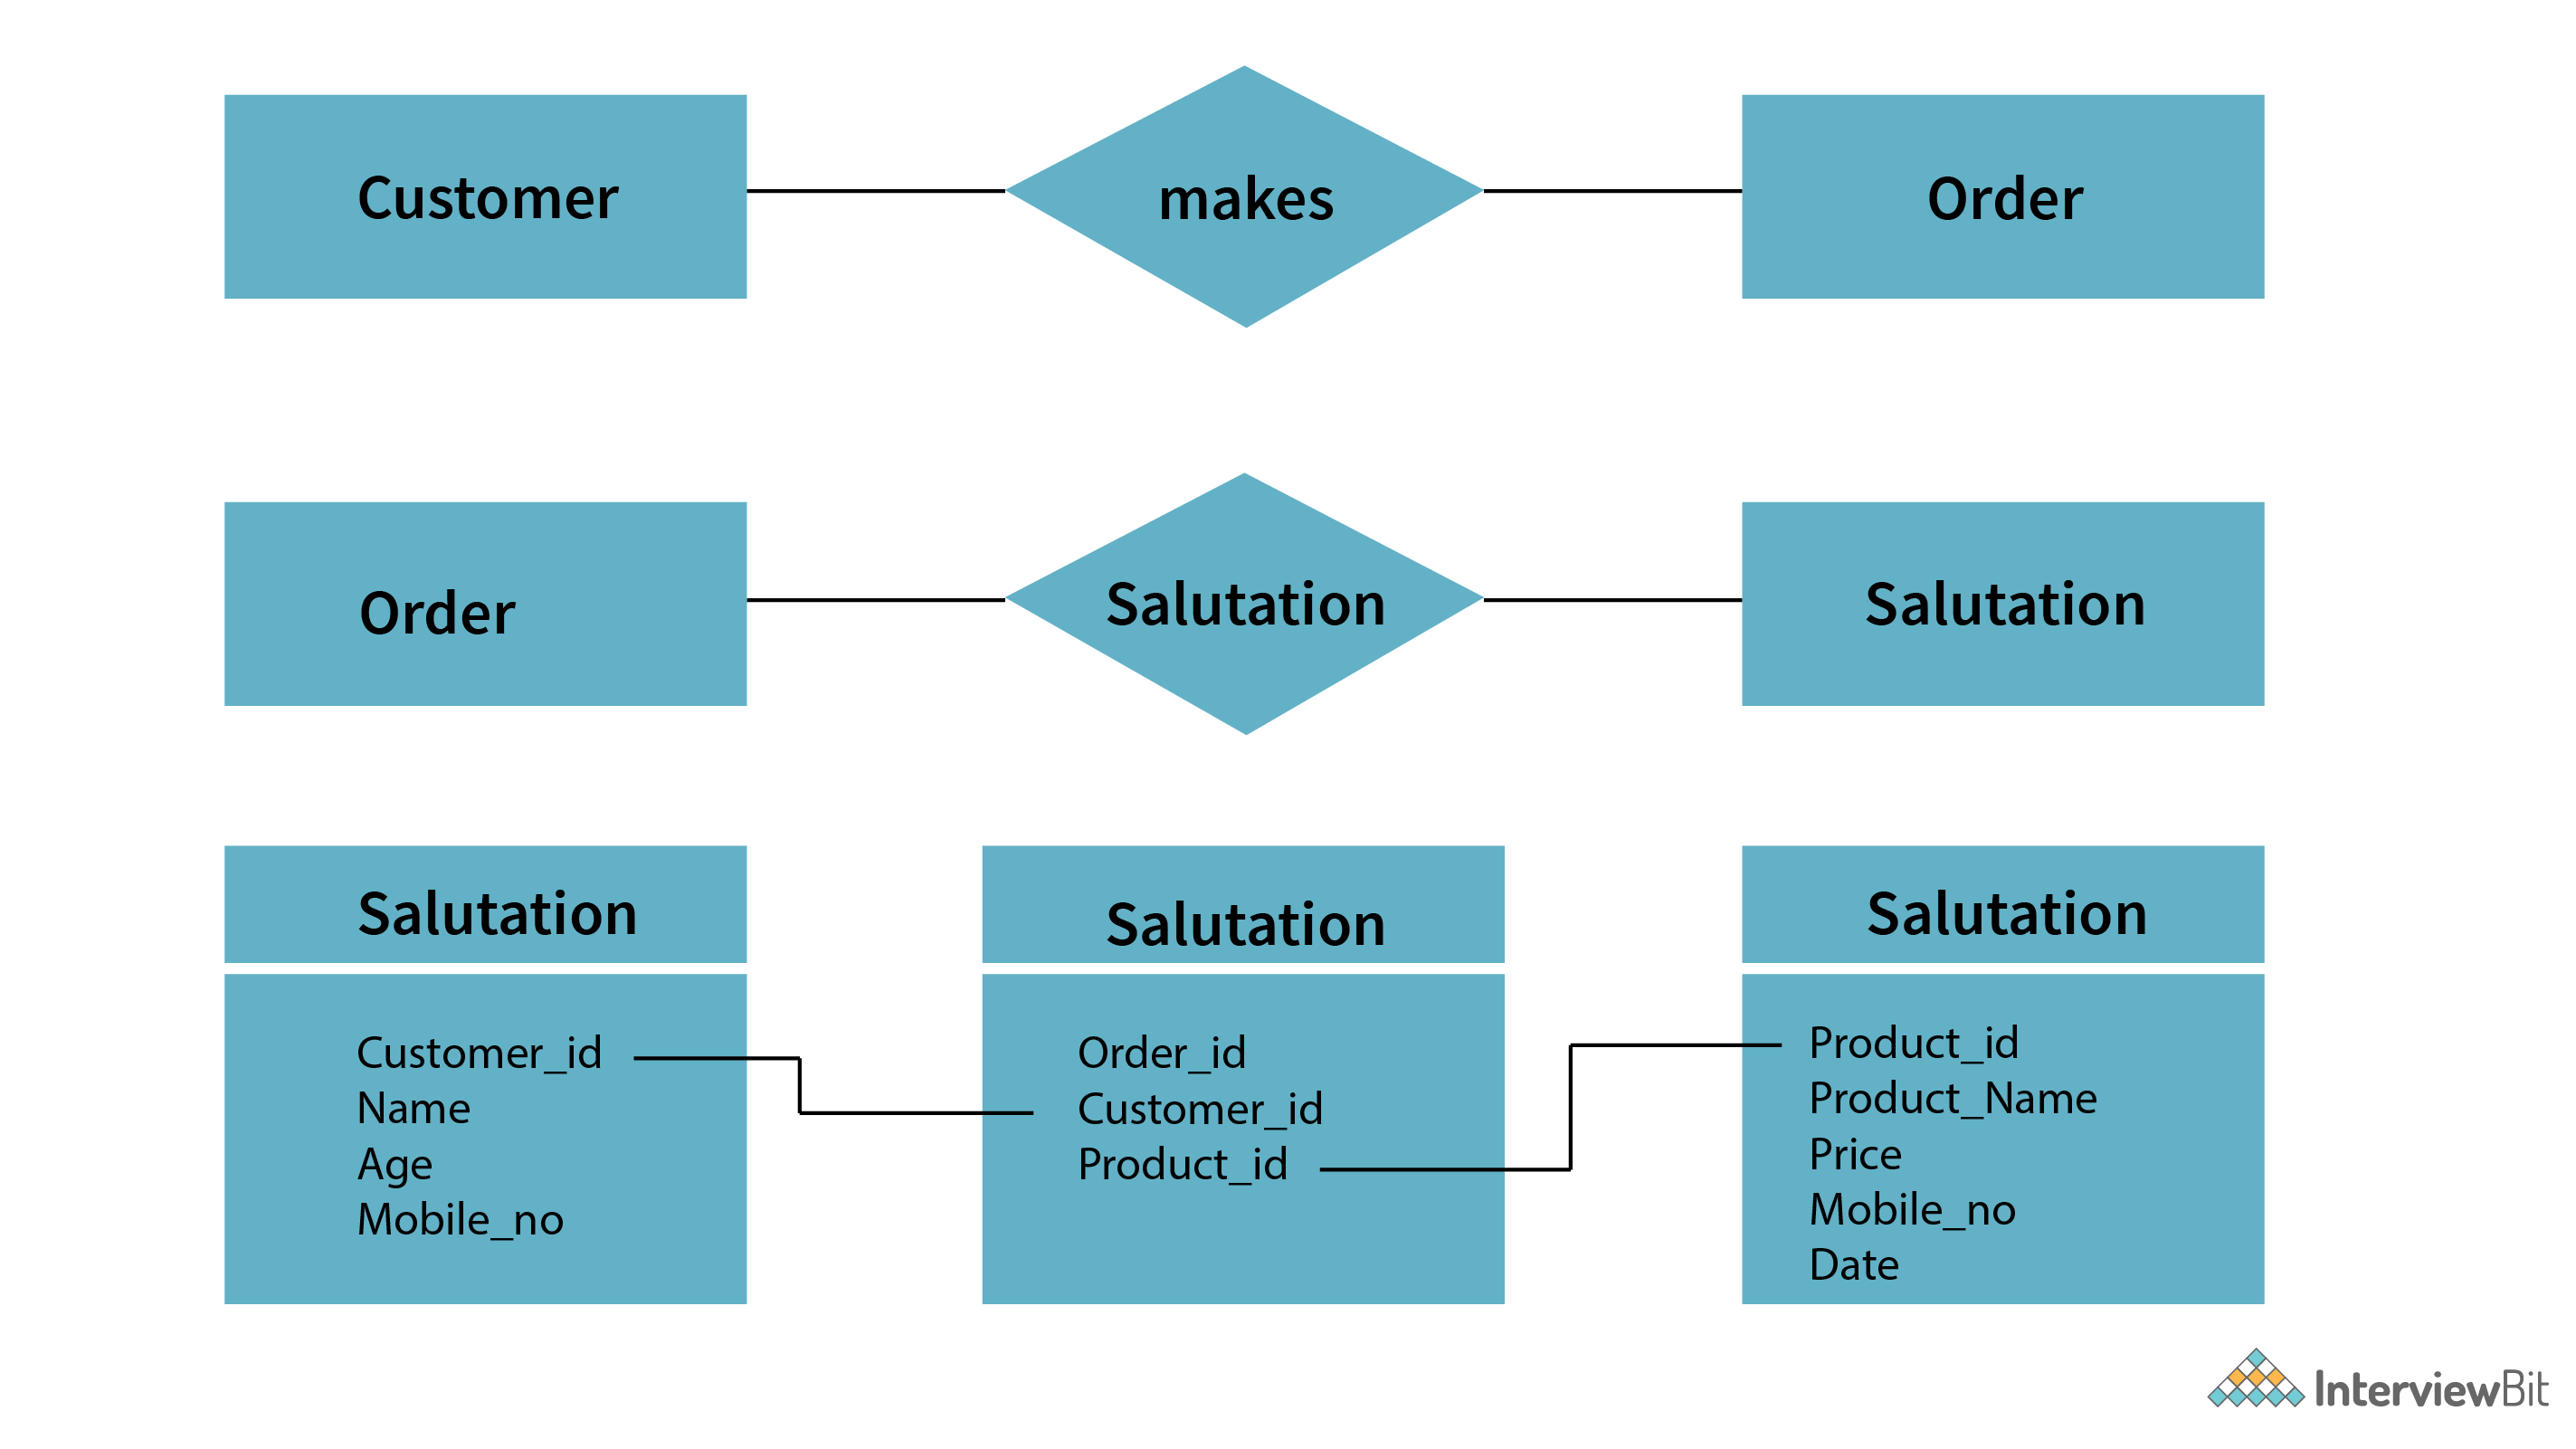 Customer
makes
Order
Order
Salutation
Salutation
Salutation
Customer_id
Name
Age
Mobile_no
Salutation
Order_id
Customer_id
Product_id
Salutation
Product_id
Product_Name
Price
Mobile_no
Date
InterviewBit